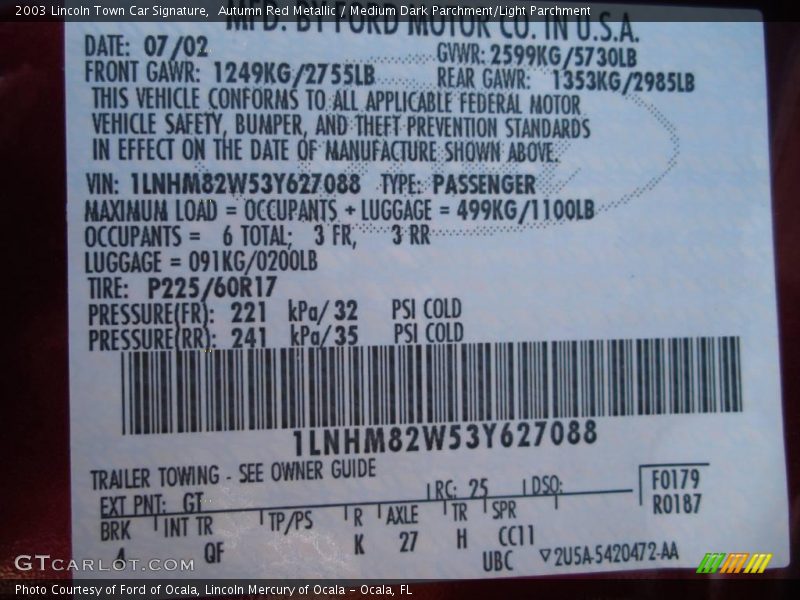 2003 Lincoln Town Car Signature,  Autumn Red Metallic / Medium Dark Parchment/Light Parchment
MFD. BY FORD MOTOR CO. IN U.S.A.
DATE: 07/02 GVWR: 2599KG/5730LB
FRONT GAWR: 1249KG/2755LB REAR GAWR: 1353KG/2985LB
THIS VEHICLE CONFORMS TO ALL APPLICABLE FEDERAL MOTOR
VEHICLE SAFETY, BUMPER, AND THEFT PREVENTION STANDARDS
IN EFFECT ON THE DATE OF MANUFACTURE SHOWN ABOVE.
VIN: 1LNHM82W53Y627088 TYPE: PASSENGER
MAXIMUM LOAD = OCCUPANTS + LUGGAGE = 499KG/1100LB
OCCUPANTS = 6 TOTAL; 3 FR, 3 RR
LUGGAGE = 091KG/0200LB
TIRE: P225/60R17
PRESSURE(FR): 221 kPa/ 32 PSI COLD
PRESSURE(RR): 241 kPa/35 PSI COLD
1LNHM82W53Y627088
TRAILER TOWING - SEE OWNER GUIDE
EXT PNT: GT RC: 25 DSO: F0179
R0187
BRK INT TR TP/PS R AXLE TR SPR
4 QF K 27 H CC11
UBC ▽2U5A-5420472-AA
GTCARLOT.COM
Photo Courtesy of Ford of Ocala, Lincoln Mercury of Ocala – Ocala, FL